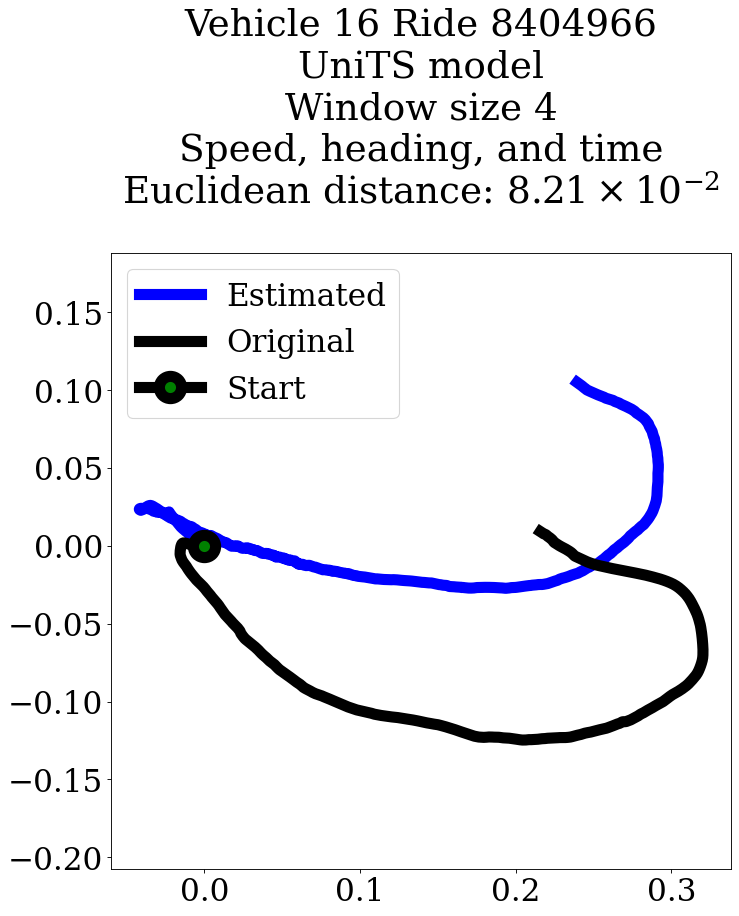 Vehicle 16 Ride 8404966
UniTS model
Window size 4
Speed, heading, and time
Euclidean distance: 8.21 × 10⁻²
Estimated
Original
Start
0.15
0.10
0.05
0.00
−0.05
−0.10
−0.15
−0.20
0.0 0.1 0.2 0.3